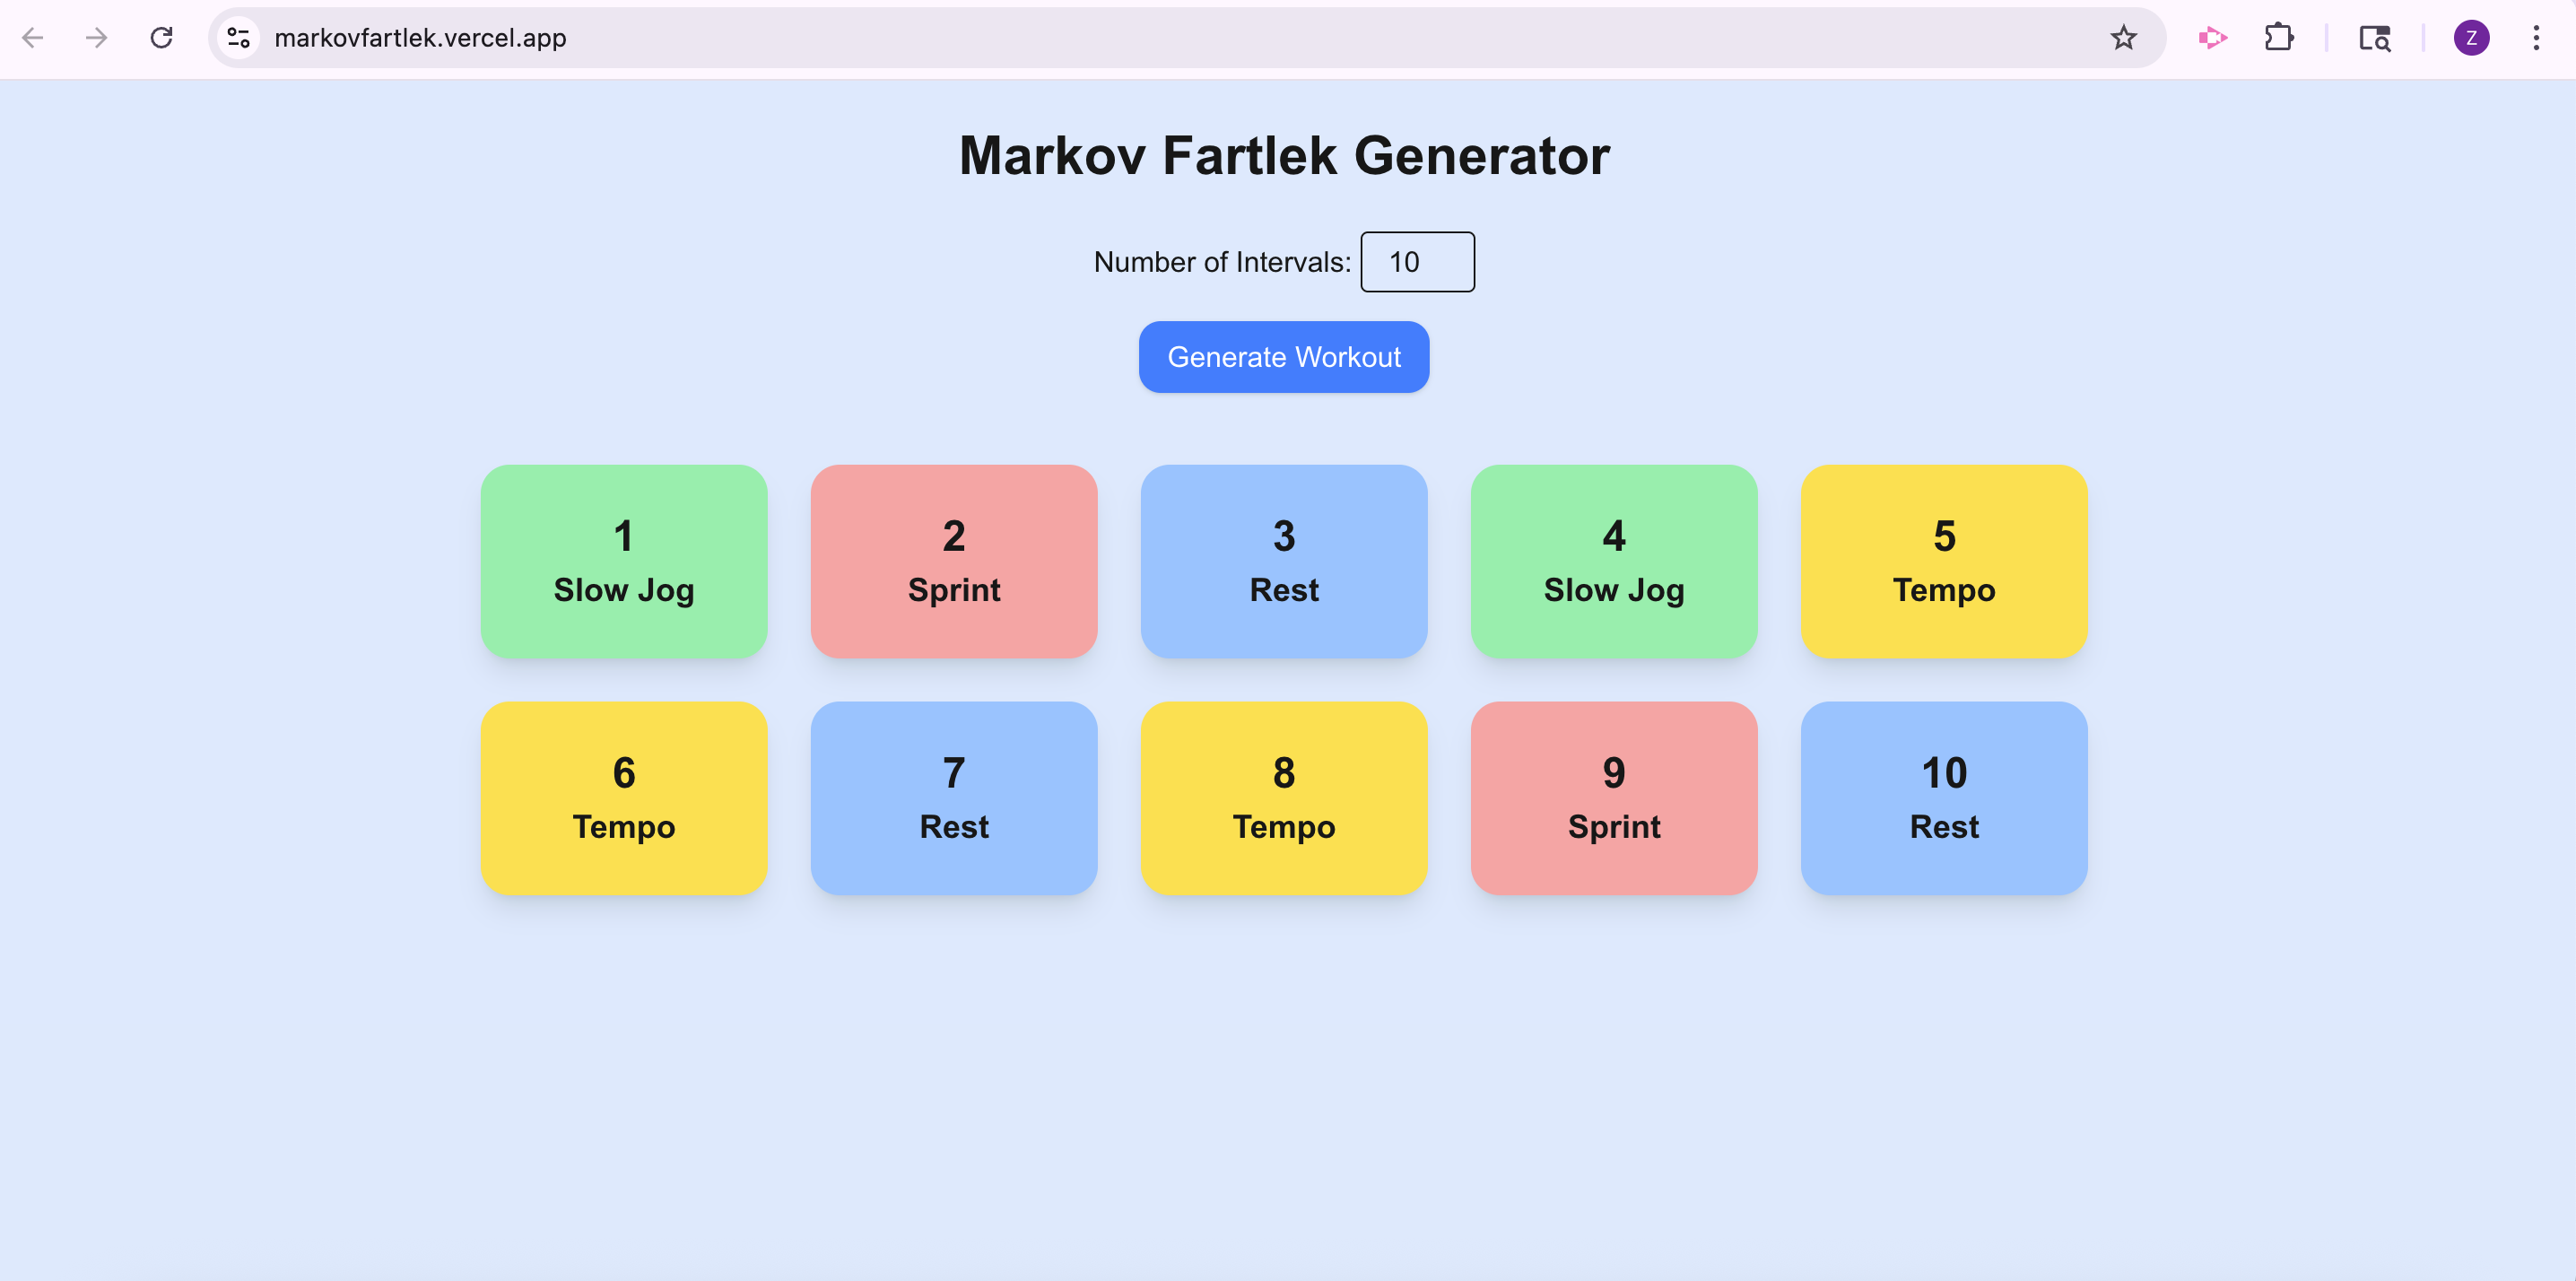 markovfartlek.vercel.app
Z
Markov Fartlek Generator
Number of Intervals: 10
Generate Workout
1
Slow Jog
2
Sprint
3
Rest
4
Slow Jog
5
Tempo
6
Tempo
7
Rest
8
Tempo
9
Sprint
10
Rest